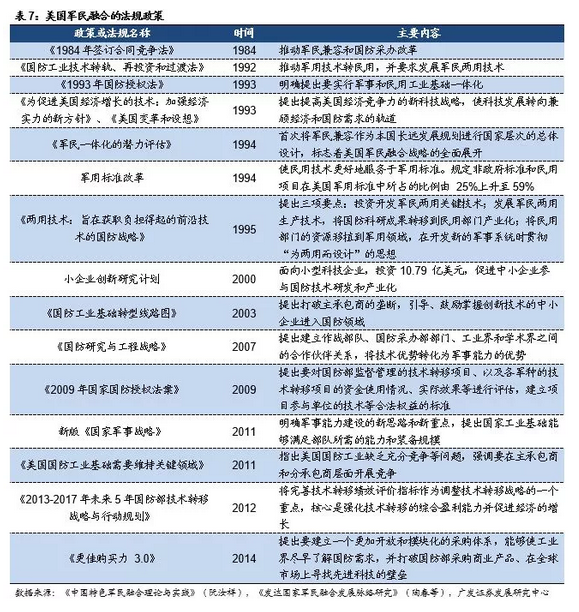 表 7：美国军民融合的法规政策
政策或法规名称 时间 主要内容
《1984年签订合同竞争法》 1984 推动军民兼容和国防采办改革
《国防工业技术转轨、再投资和过渡法》 1992 推动军用技术转民用，并要求发展军民两用技术
《1993年国防授权法》 1993 明确提出要实行军事和民用工业基础一体化
《为促进美国经济增长的技术：加强经济
实力的新方针》、《美国变革和设想》
1993
提出提高美国经济竞争力的新科技战略，使科技发展转向兼
顾经济和国防需求的轨道
《军民一体化的潜力评估》
1994
首次将军民兼容作为本国长远发展规划进行国家层次的总体
设计，标志着美国军民融合战略的全面展开
军用标准改革
1994
使民用技术更好地服务于军用标准。规定非政府标准和民用
项目在美国军用标准中所占的比例由 25%上升至 59%
《两用技术：旨在获取负担得起的前沿技
术的国防战略》
1995
提出三项要点：投资开发军民两用关键技术；发展军民两用
生产技术，将国防科研成果转移到民用部门产业化；将民用
部门的资源移植到军用领域，在开发新的军事系统时贯彻
“为两用而设计”的思想
小企业创新研究计划
2000
面向小型科技企业，投资 10.79 亿美元，促进中小企业参
与国防技术研发和产业化
《国防工业基础转型线路图》
2003
提出打破主承包商的垄断，引导、鼓励掌握创新技术的中小
企业进入国防领域
《国防研究与工程战略》
2007
提出建立作战部队、国防采办部部门、工业界和学术界之间
的合作伙伴关系，将技术优势转化为军事能力的优势
《2009年国家国防授权法案》
2009
提出要对国防部监督管理的技术转移项目、以及各军种的技
术转移项目的资金使用情况、实际效果等进行评估，建立项
目参与单位的技术等合法权益的标准
新版《国家军事战略》
2011
明确军事能力建设的新思路和新重点，提出国家工业基础能
够满足部队所需的能力和装备规模
《美国国防工业基础需要维持关键领域》
2011
指出美国国防工业缺乏充分竞争等问题，强调要在主承包商
和分承包商层面开展竞争
《2013-2017年未来5年国防部技术转移
战略与行动规划》
2012
将完善技术转移绩效评价指标作为调整技术转移战略的一个
重点，核心是强化技术转移的综合盈利能力并促进经济的增
长
《更佳购买力 3.0》
2014
提出要建立一个更加开放和模块化的采购体系，能够使工业
界尽早了解国防需求，并打破国防部采购商业产品、在全球
市场上寻找先进科技的壁垒
数据来源：《中国特色军民融合理论与实践》（阮汝祥），《发达国家军民融合发展脉络研究》（陶春等），广发证券发展研究中心